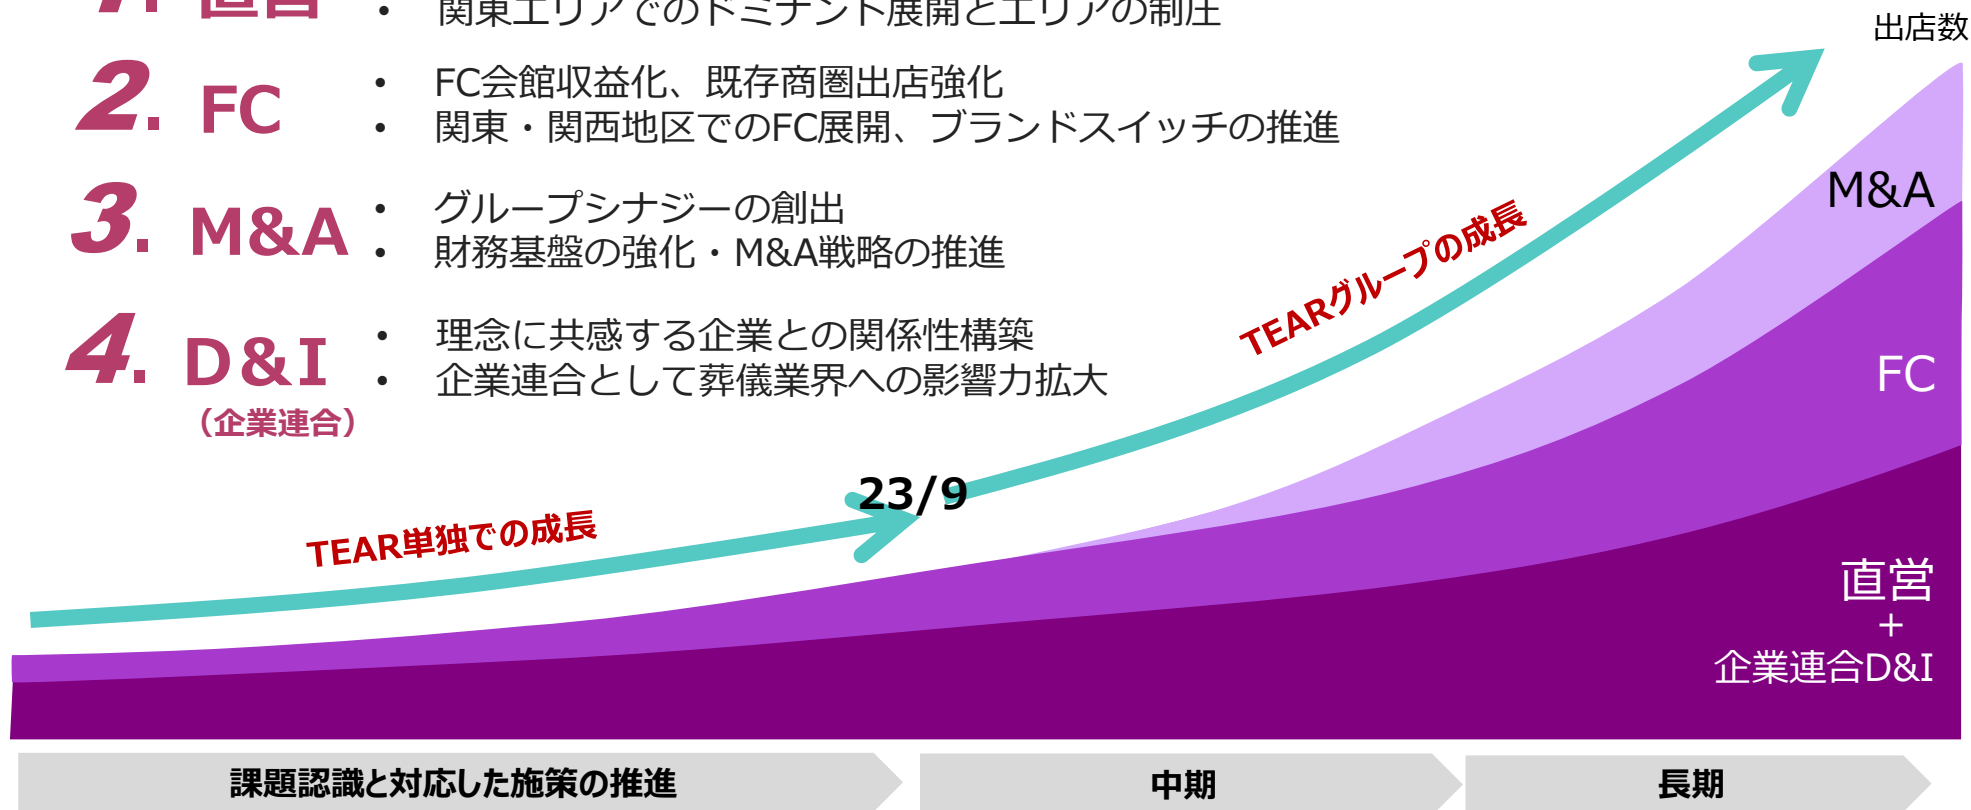 1. 直営
• 関東エリアでのドミナント展開とエリアの制圧
2. FC
• FC会館収益化、既存商圏出店強化
• 関東・関西地区でのFC展開、ブランドスイッチの推進
3. M&A
• グループシナジーの創出
• 財務基盤の強化・M&A戦略の推進
4. D&I
（企業連合）
• 理念に共感する企業との関係性構築
• 企業連合として葬儀業界への影響力拡大
出店数
TEARグループの成長
M&A
FC
23/9
TEAR単独での成長
直営
+
企業連合D&I
課題認識と対応した施策の推進
中期
長期